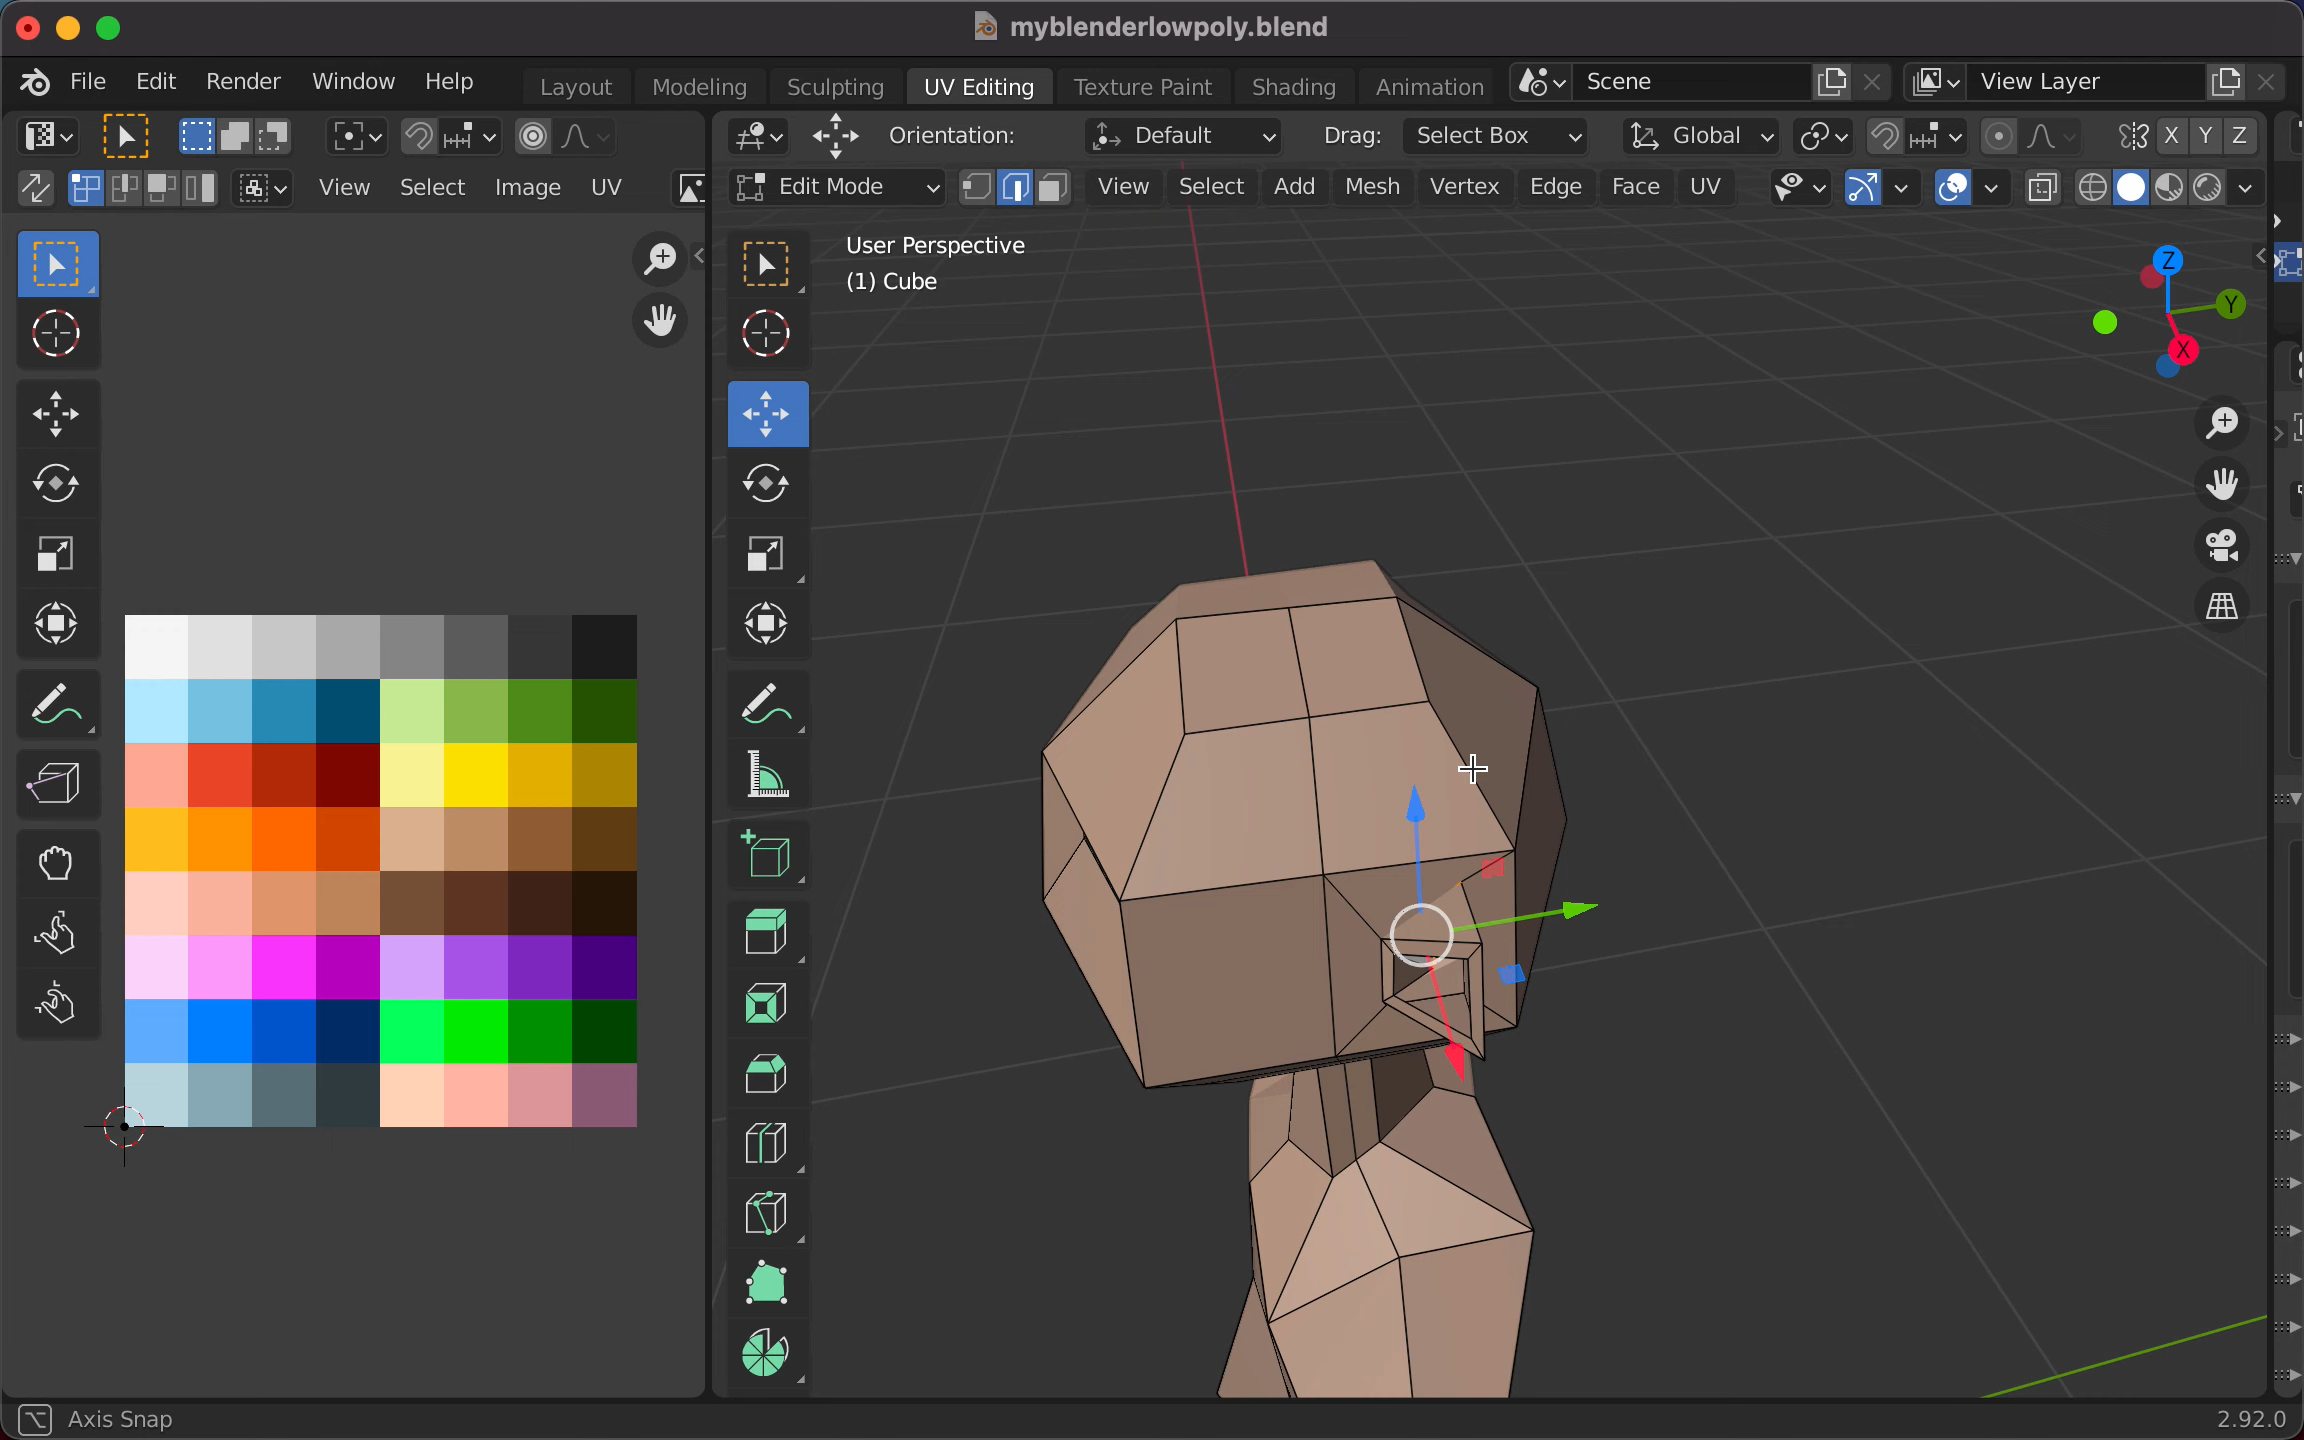 myblenderlowpoly.blend
File Edit Render Window Help Layout Modeling Sculpting UV Editing Texture Paint Shading Animation Scene View Layer
Orientation: Default Drag: Select Box Global X Y Z
View Select Image UV Edit Mode View Select Add Mesh Vertex Edge Face UV
User Perspective
(1) Cube
Z
Y
X
Axis Snap 2.92.0